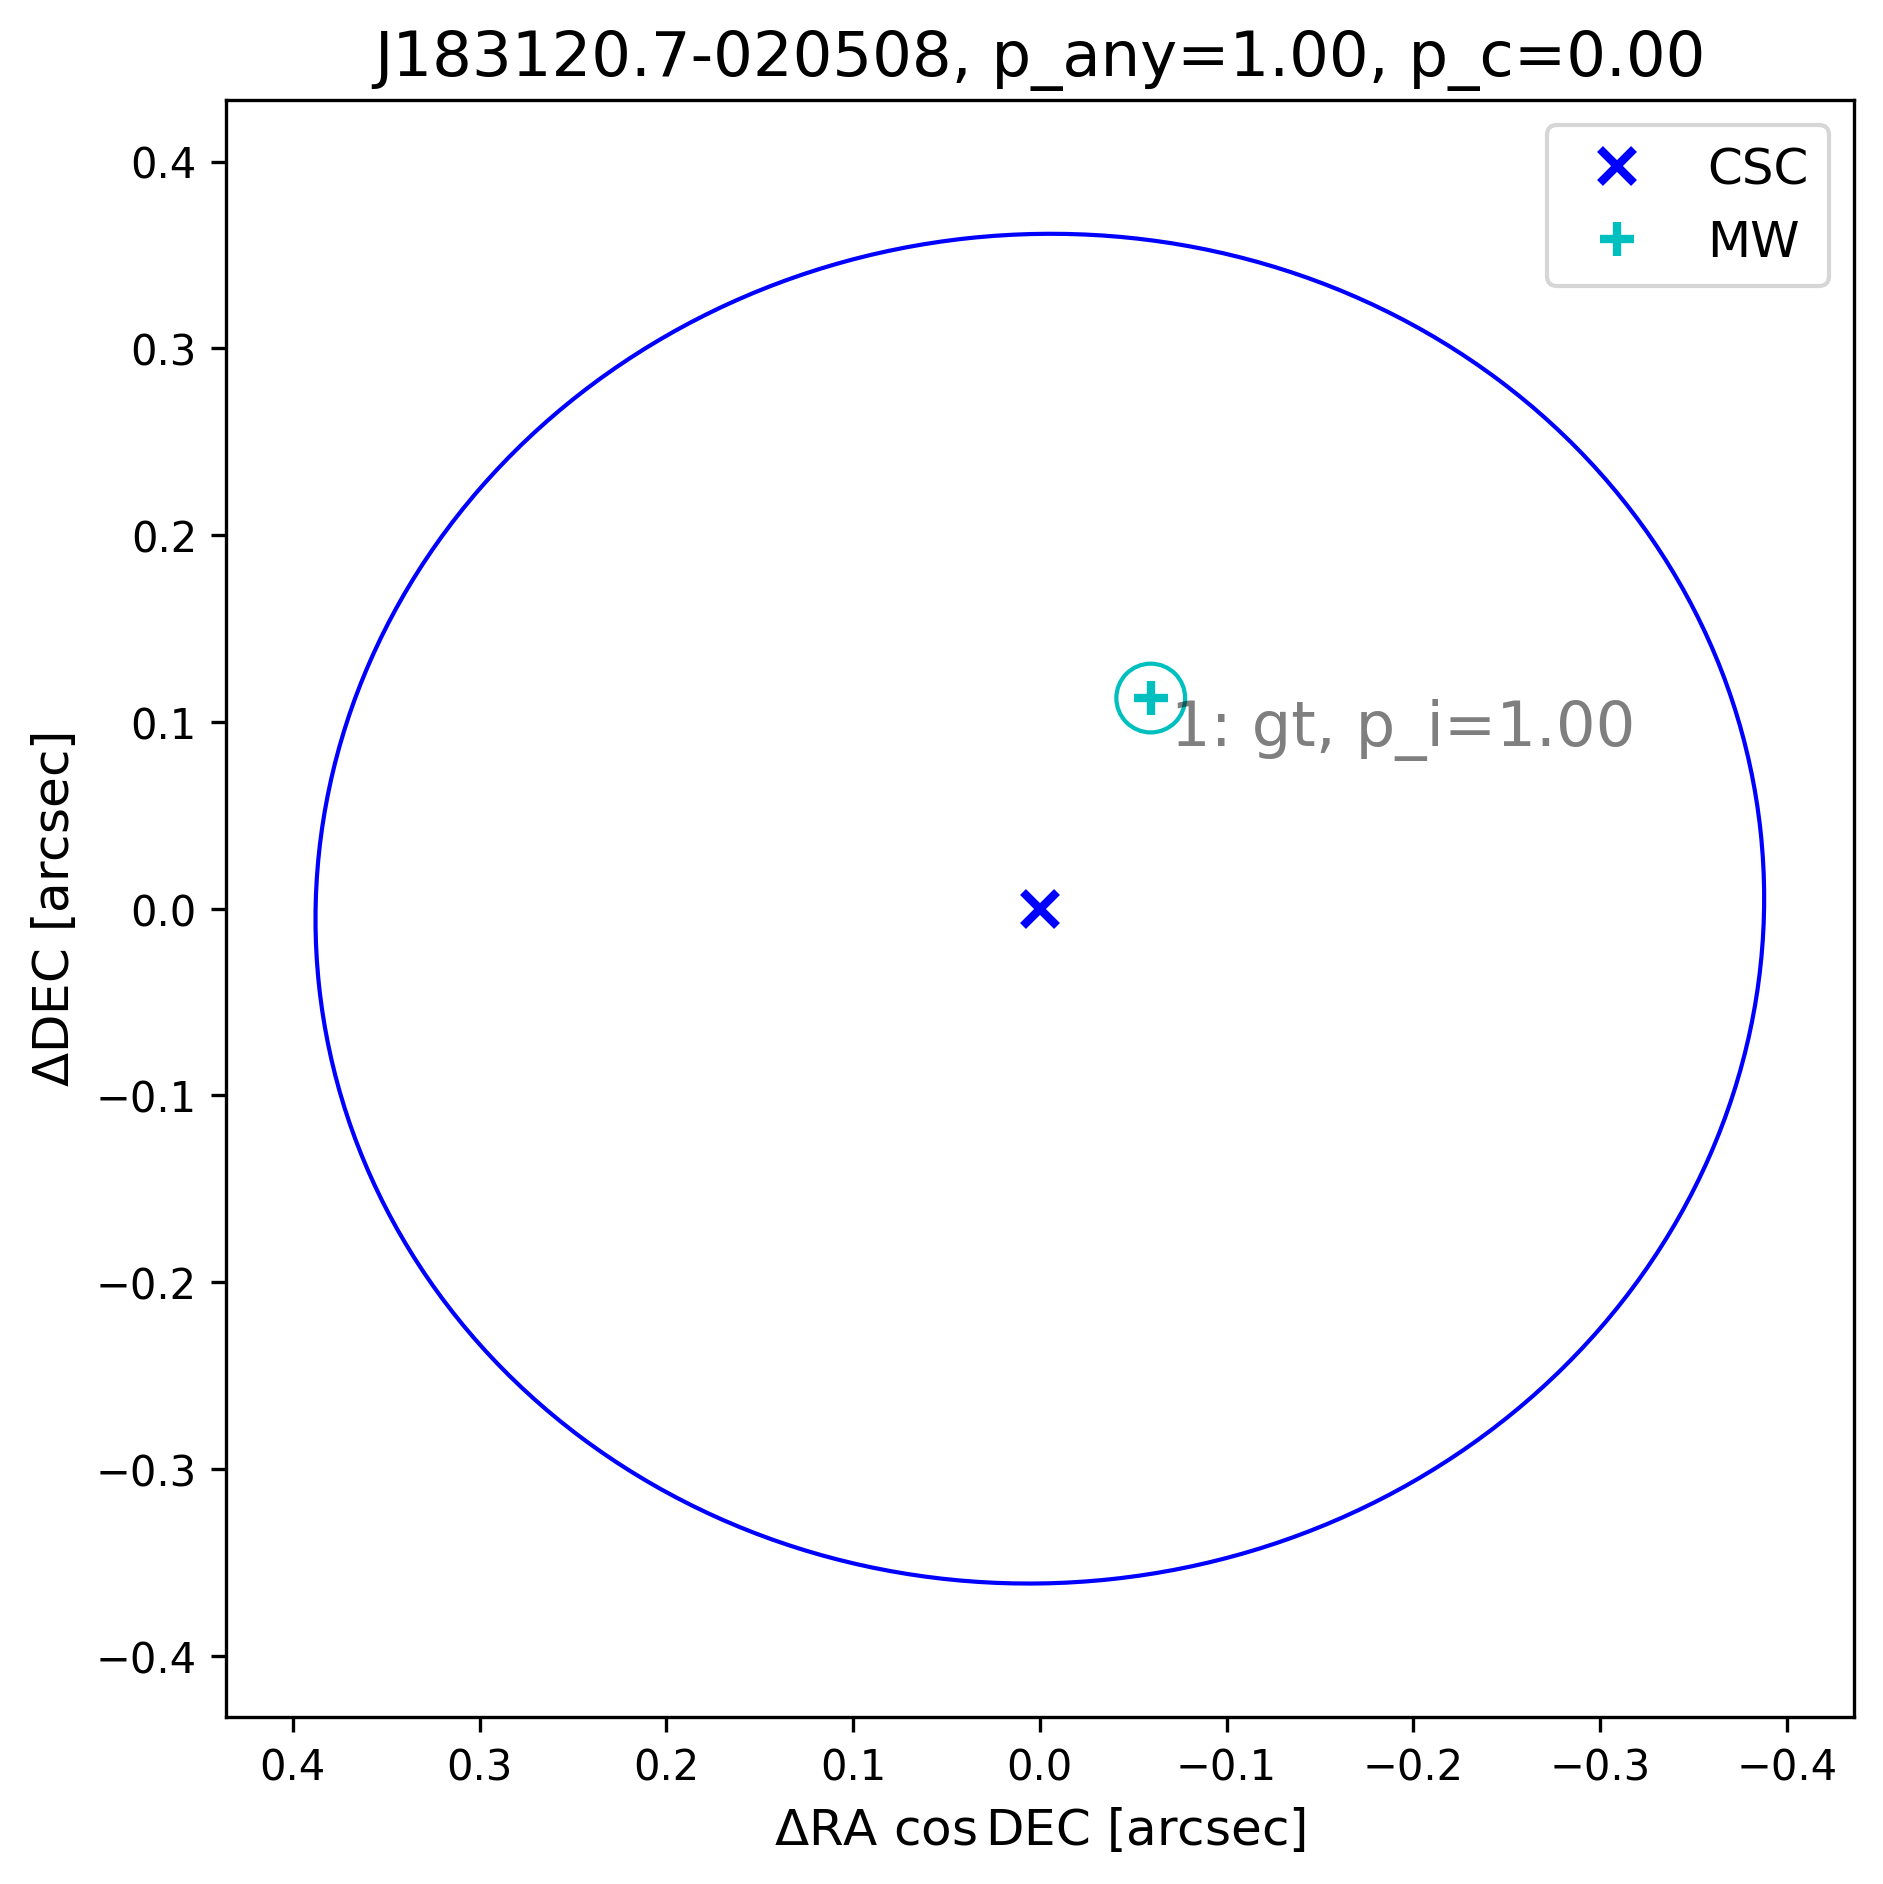 J183120.7-020508, p_any=1.00, p_c=0.00
CSC
MW
0.4
0.3
0.2
0.1
0.0
−0.1
−0.2
−0.3
−0.4
ΔDEC [arcsec]
1: gt, p_i=1.00
0.4 0.3 0.2 0.1 0.0 −0.1 −0.2 −0.3 −0.4
ΔRA cos DEC [arcsec]